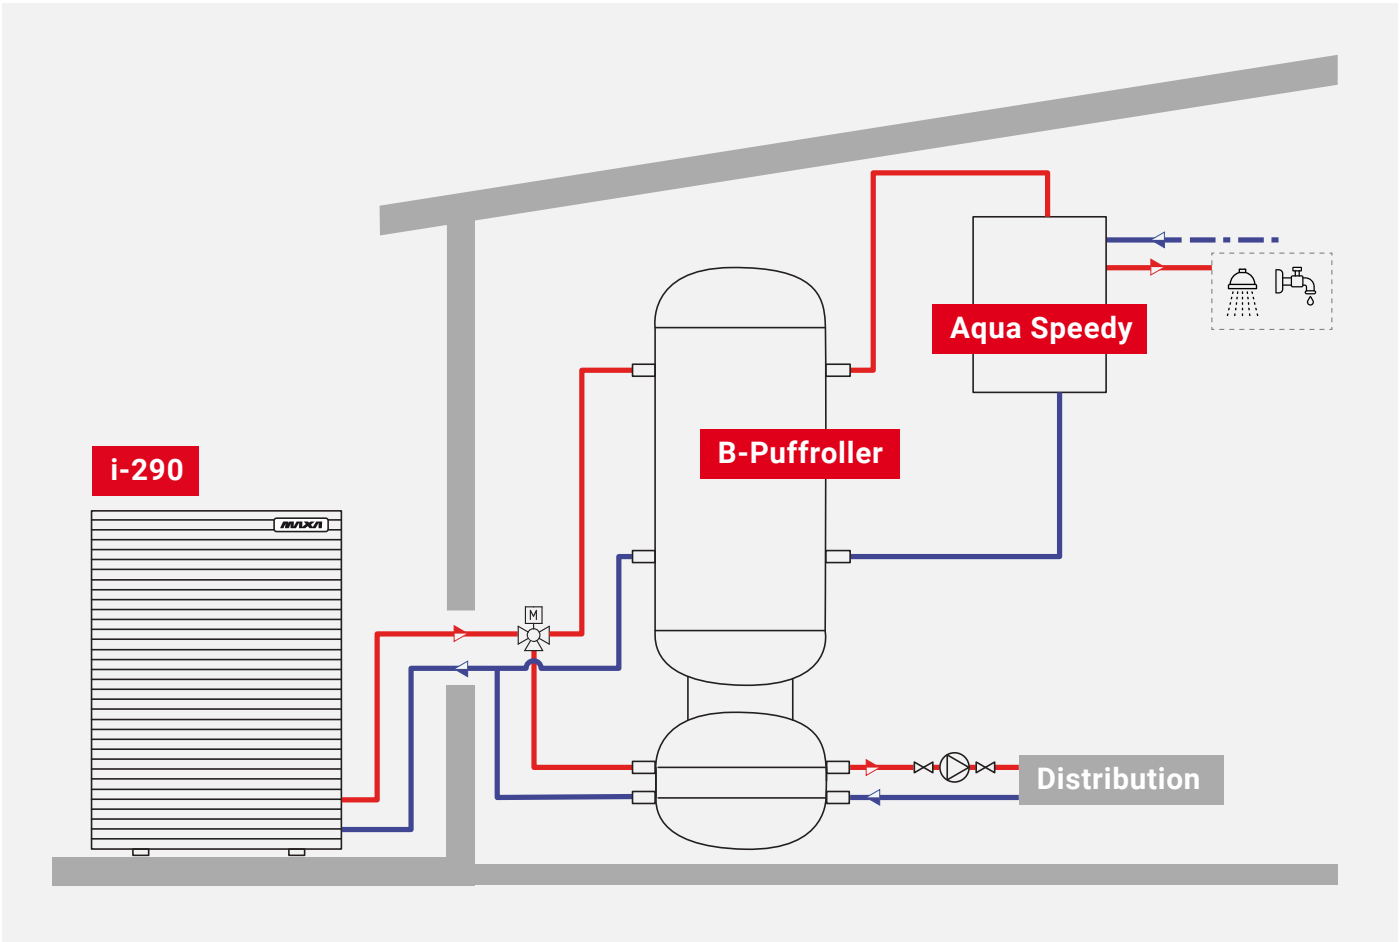 Aqua Speedy
B-Puffroller
i-290
MAXA
M
Distribution